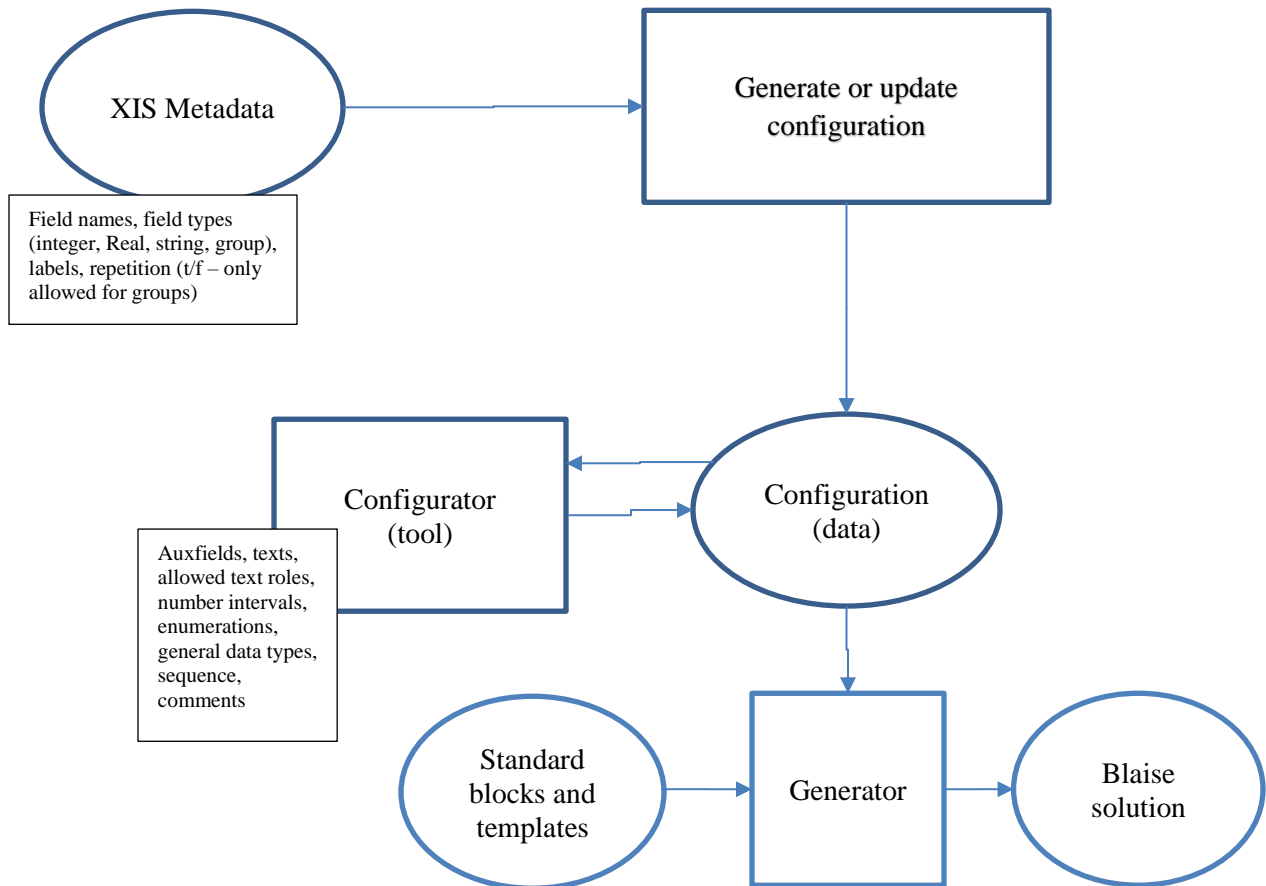 XIS Metadata
Generate or update
configuration
Field names, field types
(integer, Real, string, group),
labels, repetition (t/f – only
allowed for groups)
Configurator
(tool)
Configuration
(data)
Auxfields, texts,
allowed text roles,
number intervals,
enumerations,
general data types,
sequence,
comments
Standard
blocks and
templates
Generator
Blaise
solution